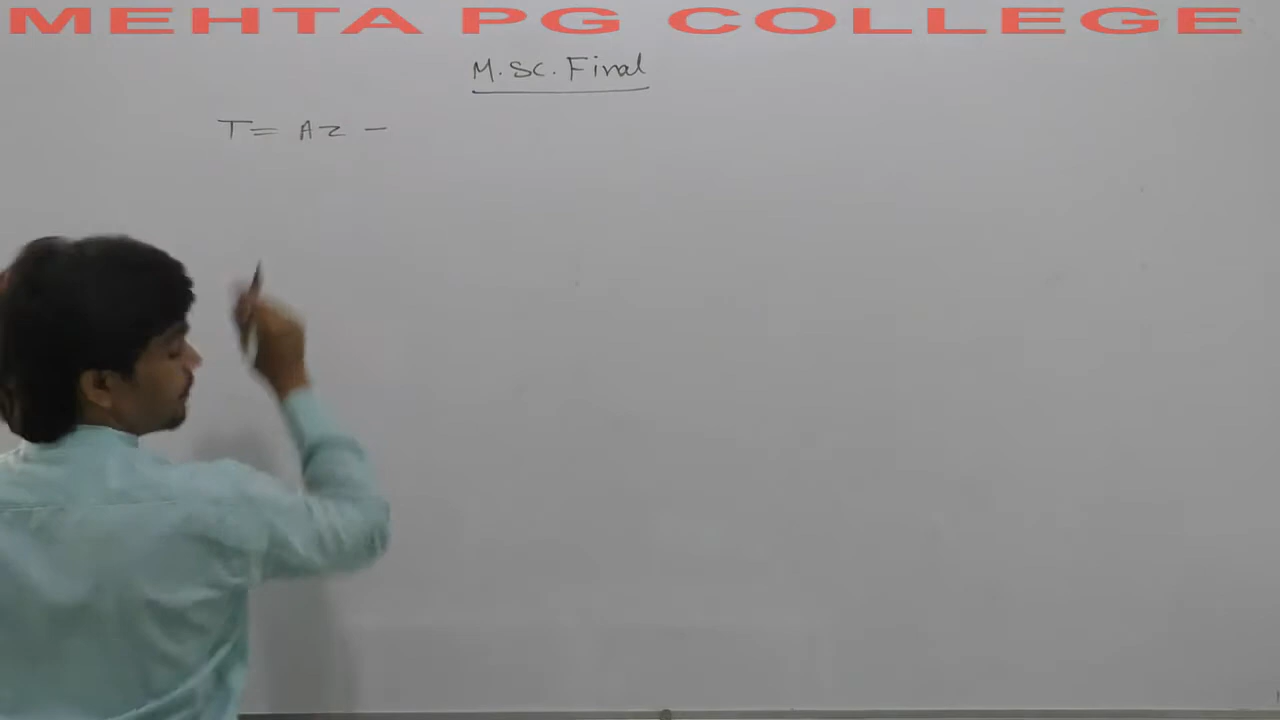 MEHTA PG COLLEGE
M.Sc. Final
T = AZ -